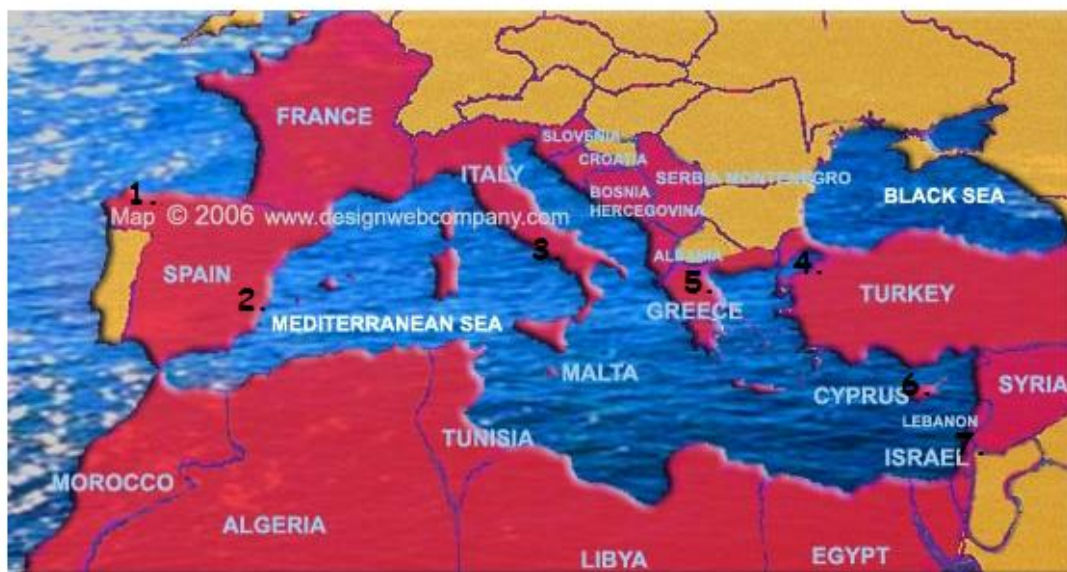 FRANCE
SLOVENIA
CROATIA
ITALY
SERBIA MONTENEGRO
BOSNIA
HERCEGOVINA
BLACK SEA
1.
Map © 2006 www.designwebcompany.com
3.
ALBANIA
4.
SPAIN
5.
TURKEY
2.
GREECE
MEDITERRANEAN SEA
MALTA
6.
SYRIA
CYPRUS
LEBANON
TUNISIA
7.
ISRAEL
MOROCCO
ALGERIA
LIBYA
EGYPT